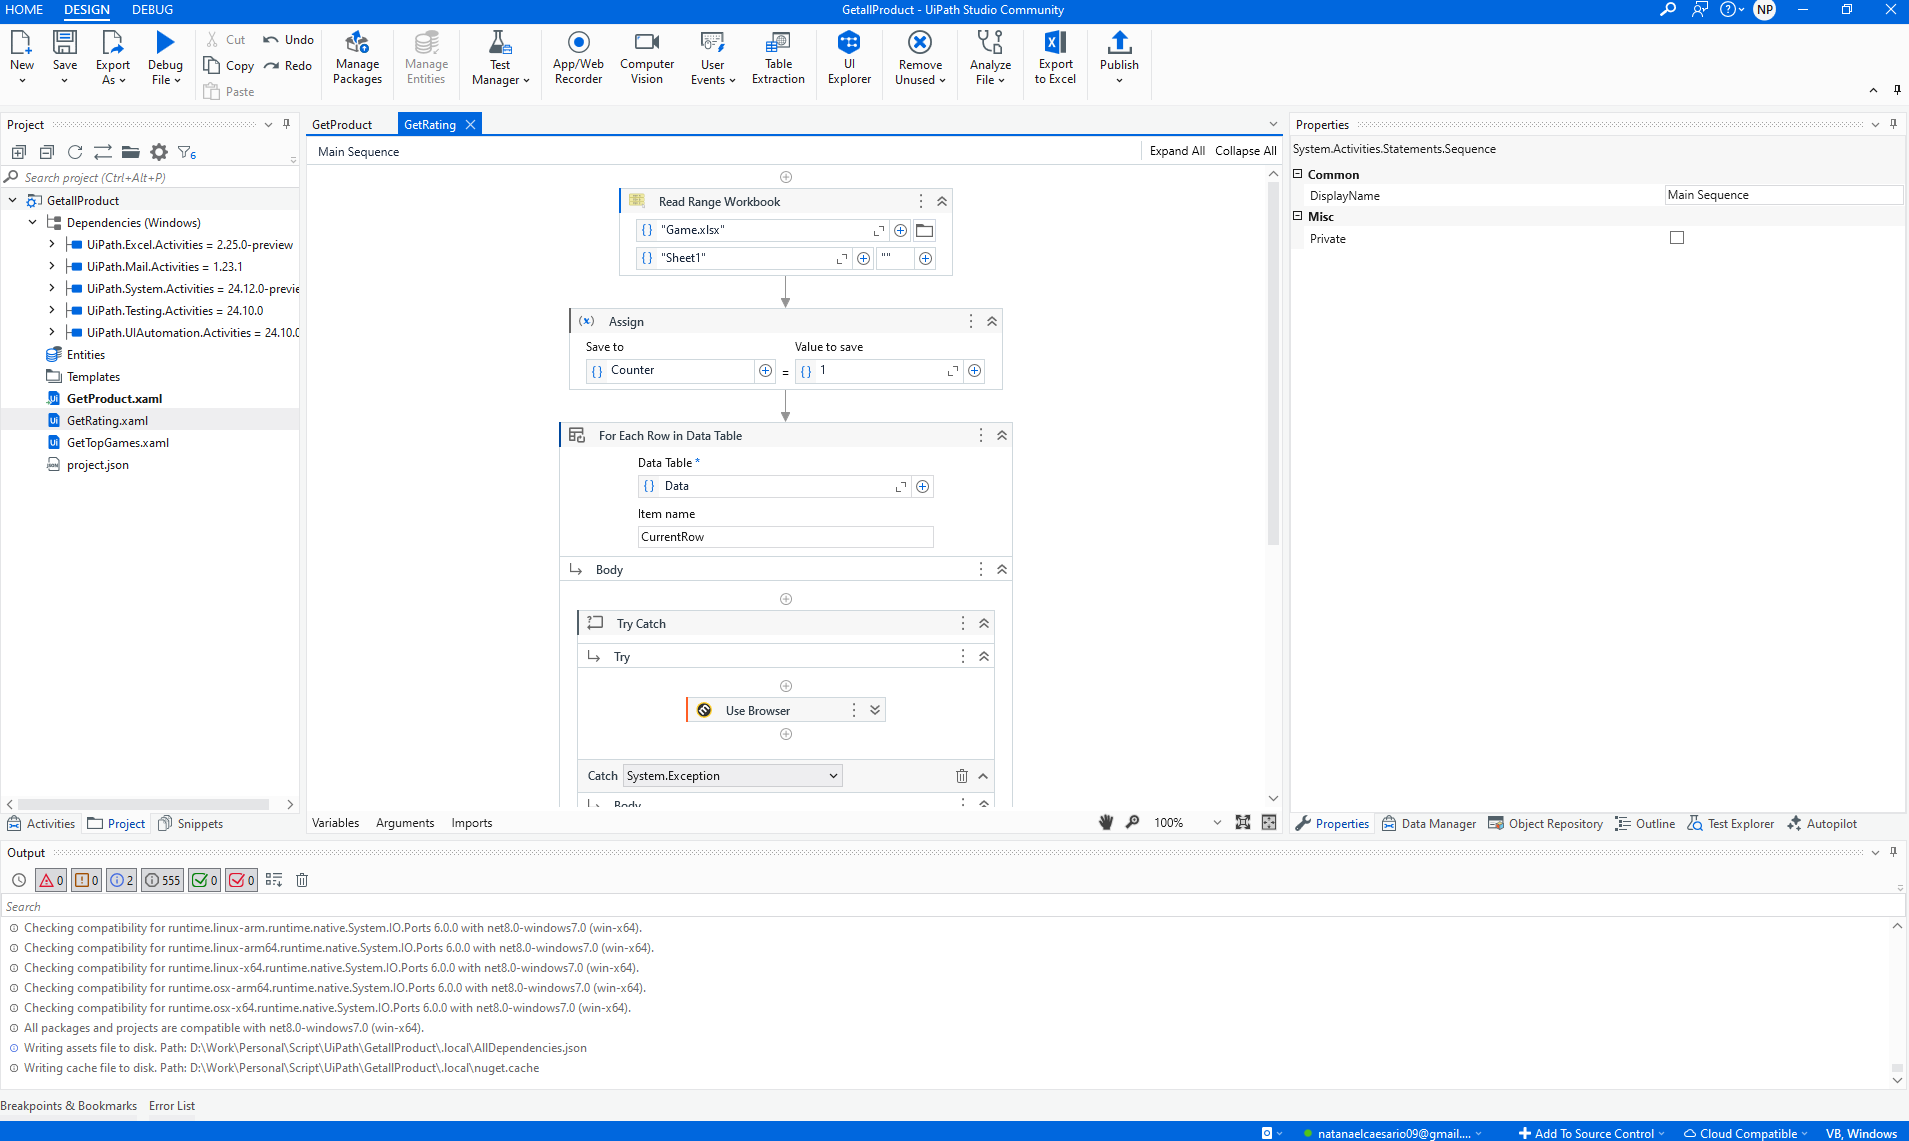 HOME DESIGN DEBUG GetallProduct - UiPath Studio Community NP
New Save Export As Debug File Cut Copy Paste Undo Redo Manage Packages Manage Entities Test Manager App/Web Recorder Computer Vision User Events Table Extraction UI Explorer Remove Unused Analyze File Export to Excel Publish
Project
6
Search project (Ctrl+Alt+P)
GetallProduct
Dependencies (Windows)
UiPath.Excel.Activities = 2.25.0-preview
UiPath.Mail.Activities = 1.23.1
UiPath.System.Activities = 24.12.0-previe
UiPath.Testing.Activities = 24.10.0
UiPath.UIAutomation.Activities = 24.10.0
Entities
Templates
GetProduct.xaml
GetRating.xaml
GetTopGames.xaml
project.json
Activities Project Snippets
GetProduct GetRating
Main Sequence Expand All Collapse All
Read Range Workbook
{} "Game.xlsx"
{} "Sheet1" ""
(x) Assign
Save to Value to save
{} Counter = {} 1
For Each Row in Data Table
Data Table *
{} Data
Item name
CurrentRow
Body
Try Catch
Try
Use Browser
Catch System.Exception
Body
Variables Arguments Imports 100%
Properties
System.Activities.Statements.Sequence
Common
DisplayName Main Sequence
Misc
Private
Properties Data Manager Object Repository Outline Test Explorer Autopilot
Output
0 0 2 555 0 0
Search
Checking compatibility for runtime.linux-arm.runtime.native.System.IO.Ports 6.0.0 with net8.0-windows7.0 (win-x64).
Checking compatibility for runtime.linux-arm64.runtime.native.System.IO.Ports 6.0.0 with net8.0-windows7.0 (win-x64).
Checking compatibility for runtime.linux-x64.runtime.native.System.IO.Ports 6.0.0 with net8.0-windows7.0 (win-x64).
Checking compatibility for runtime.osx-arm64.runtime.native.System.IO.Ports 6.0.0 with net8.0-windows7.0 (win-x64).
Checking compatibility for runtime.osx-x64.runtime.native.System.IO.Ports 6.0.0 with net8.0-windows7.0 (win-x64).
All packages and projects are compatible with net8.0-windows7.0 (win-x64).
Writing assets file to disk. Path: D:\Work\Personal\Script\UiPath\GetallProduct\.local\AllDependencies.json
Writing cache file to disk. Path: D:\Work\Personal\Script\UiPath\GetallProduct\.local\nuget.cache
Breakpoints & Bookmarks Error List
natanaelcaesario09@gmail.... Add To Source Control Cloud Compatible VB, Windows